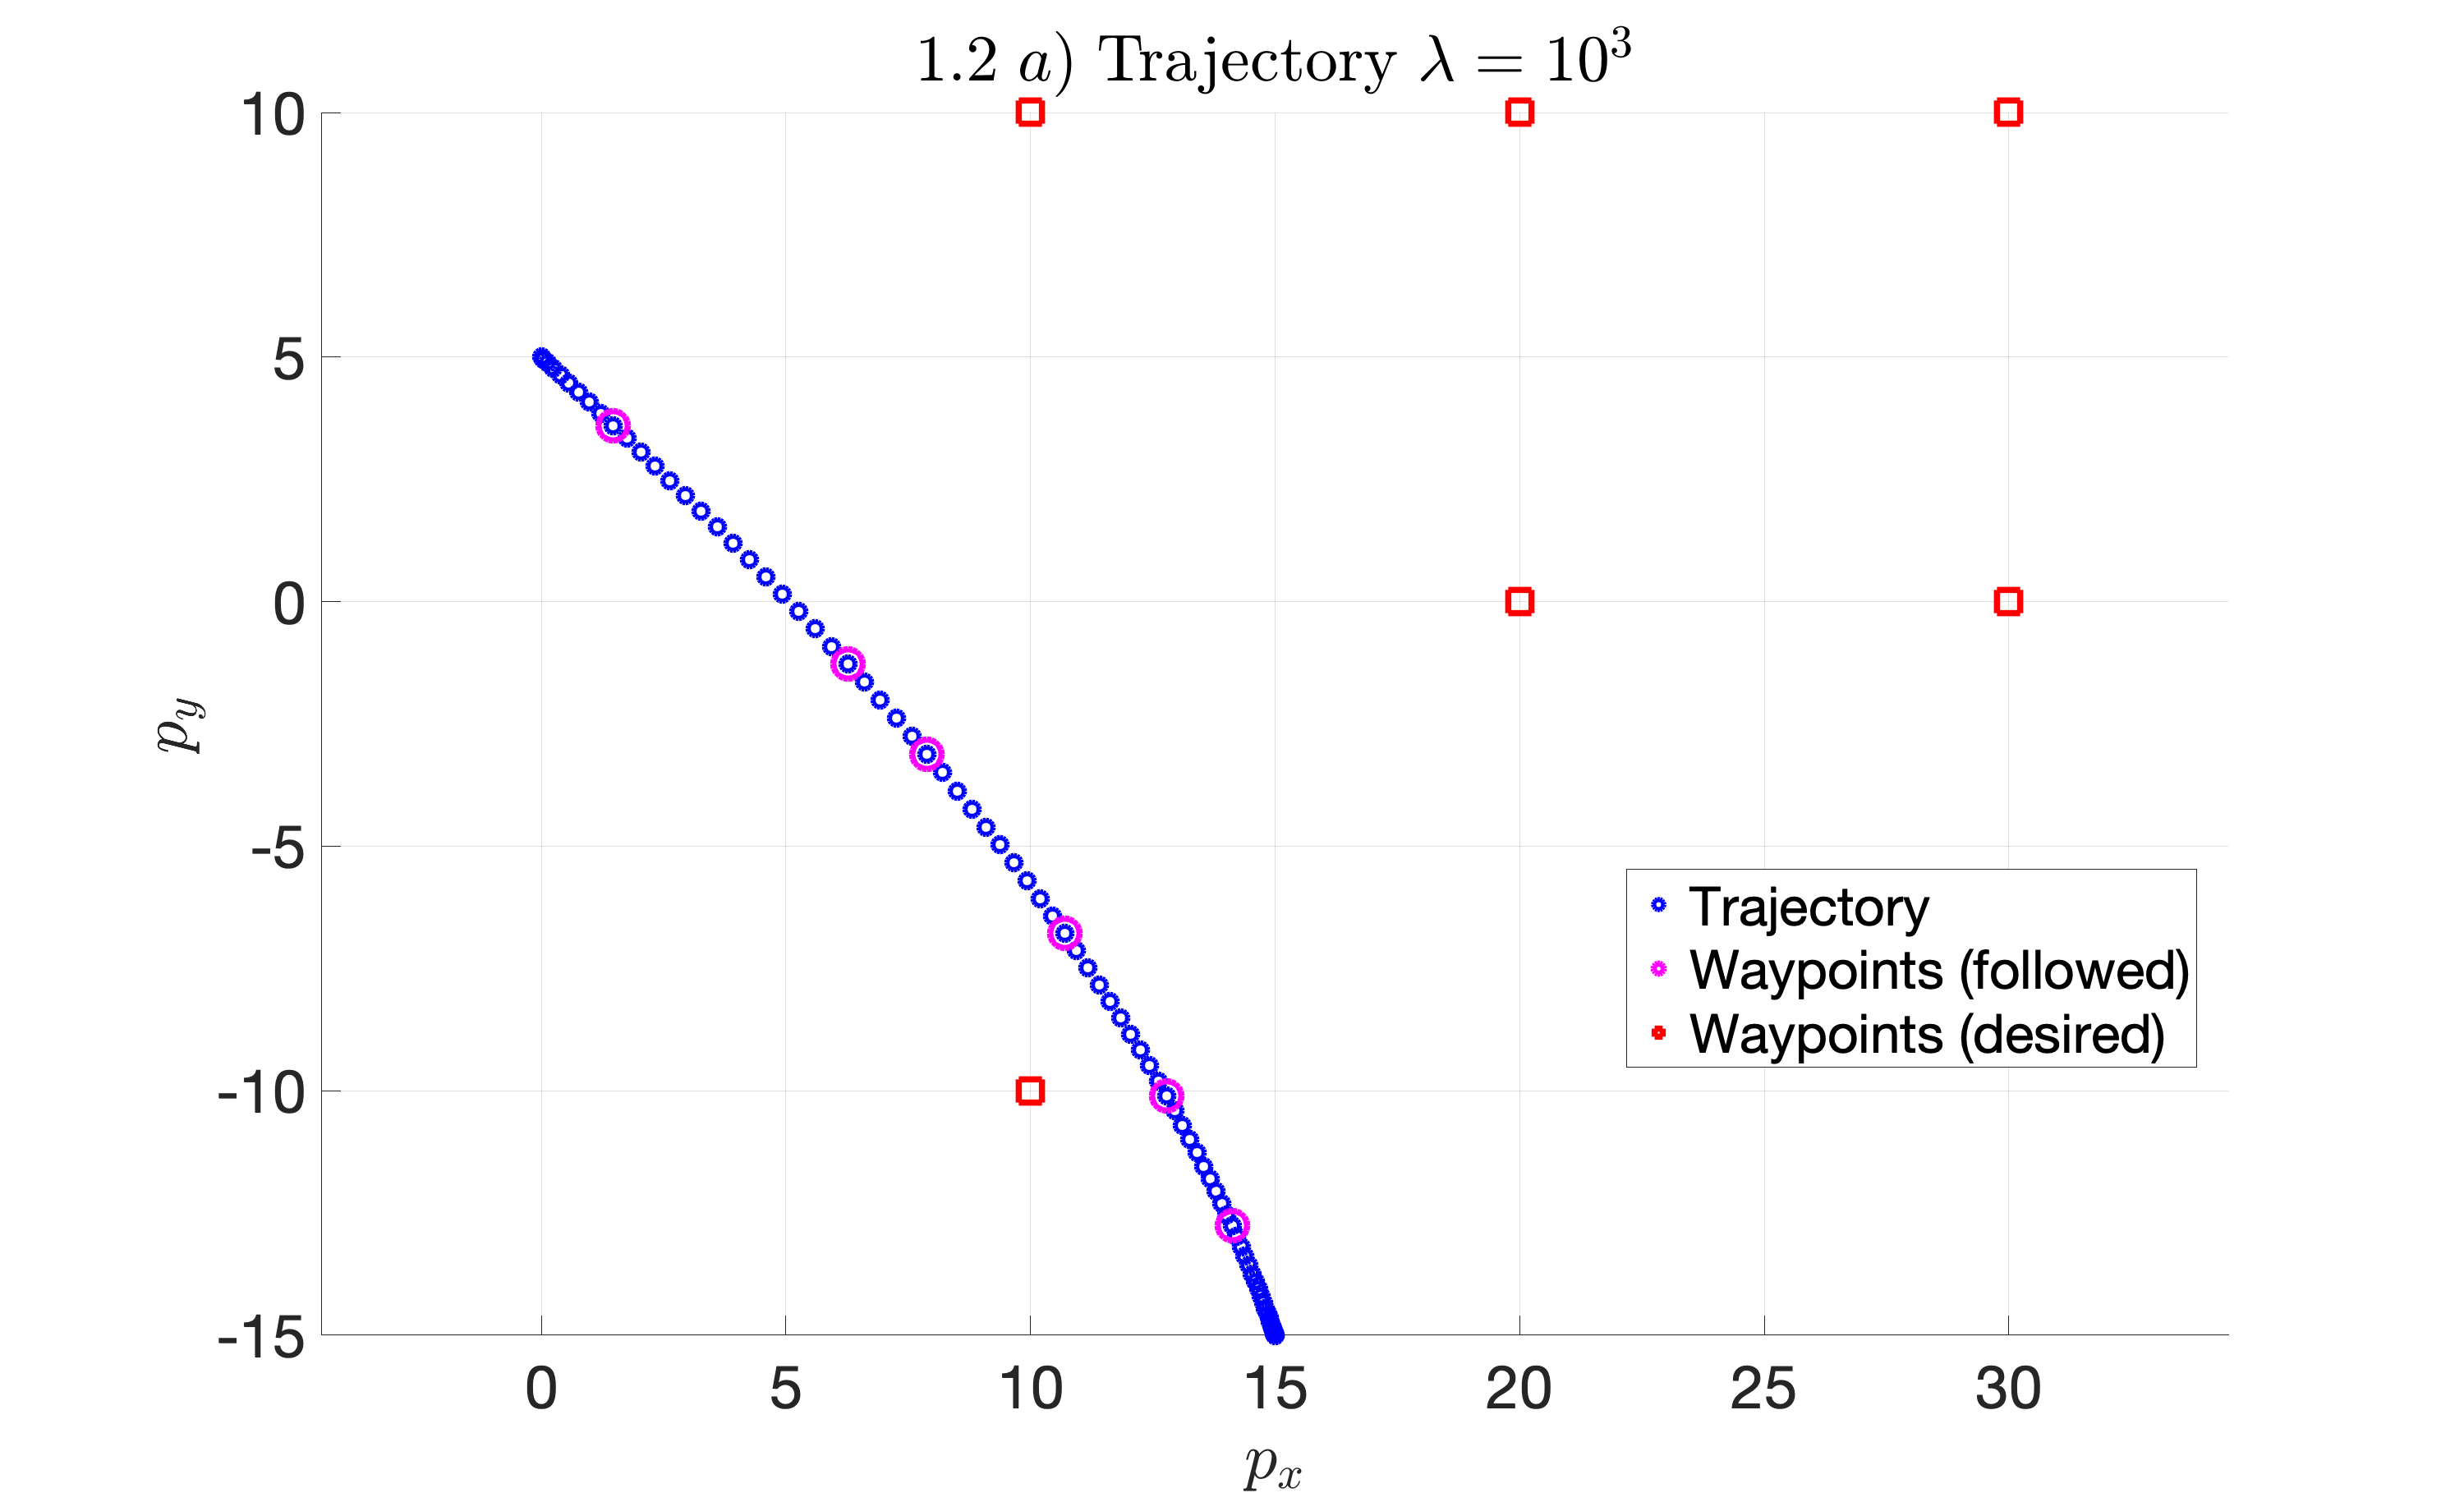 1.2 a) Trajectory λ = 10³
10
5
0
-5
-10
-15
p_y
Trajectory
Waypoints (followed)
Waypoints (desired)
0 5 10 15 20 25 30
p_x